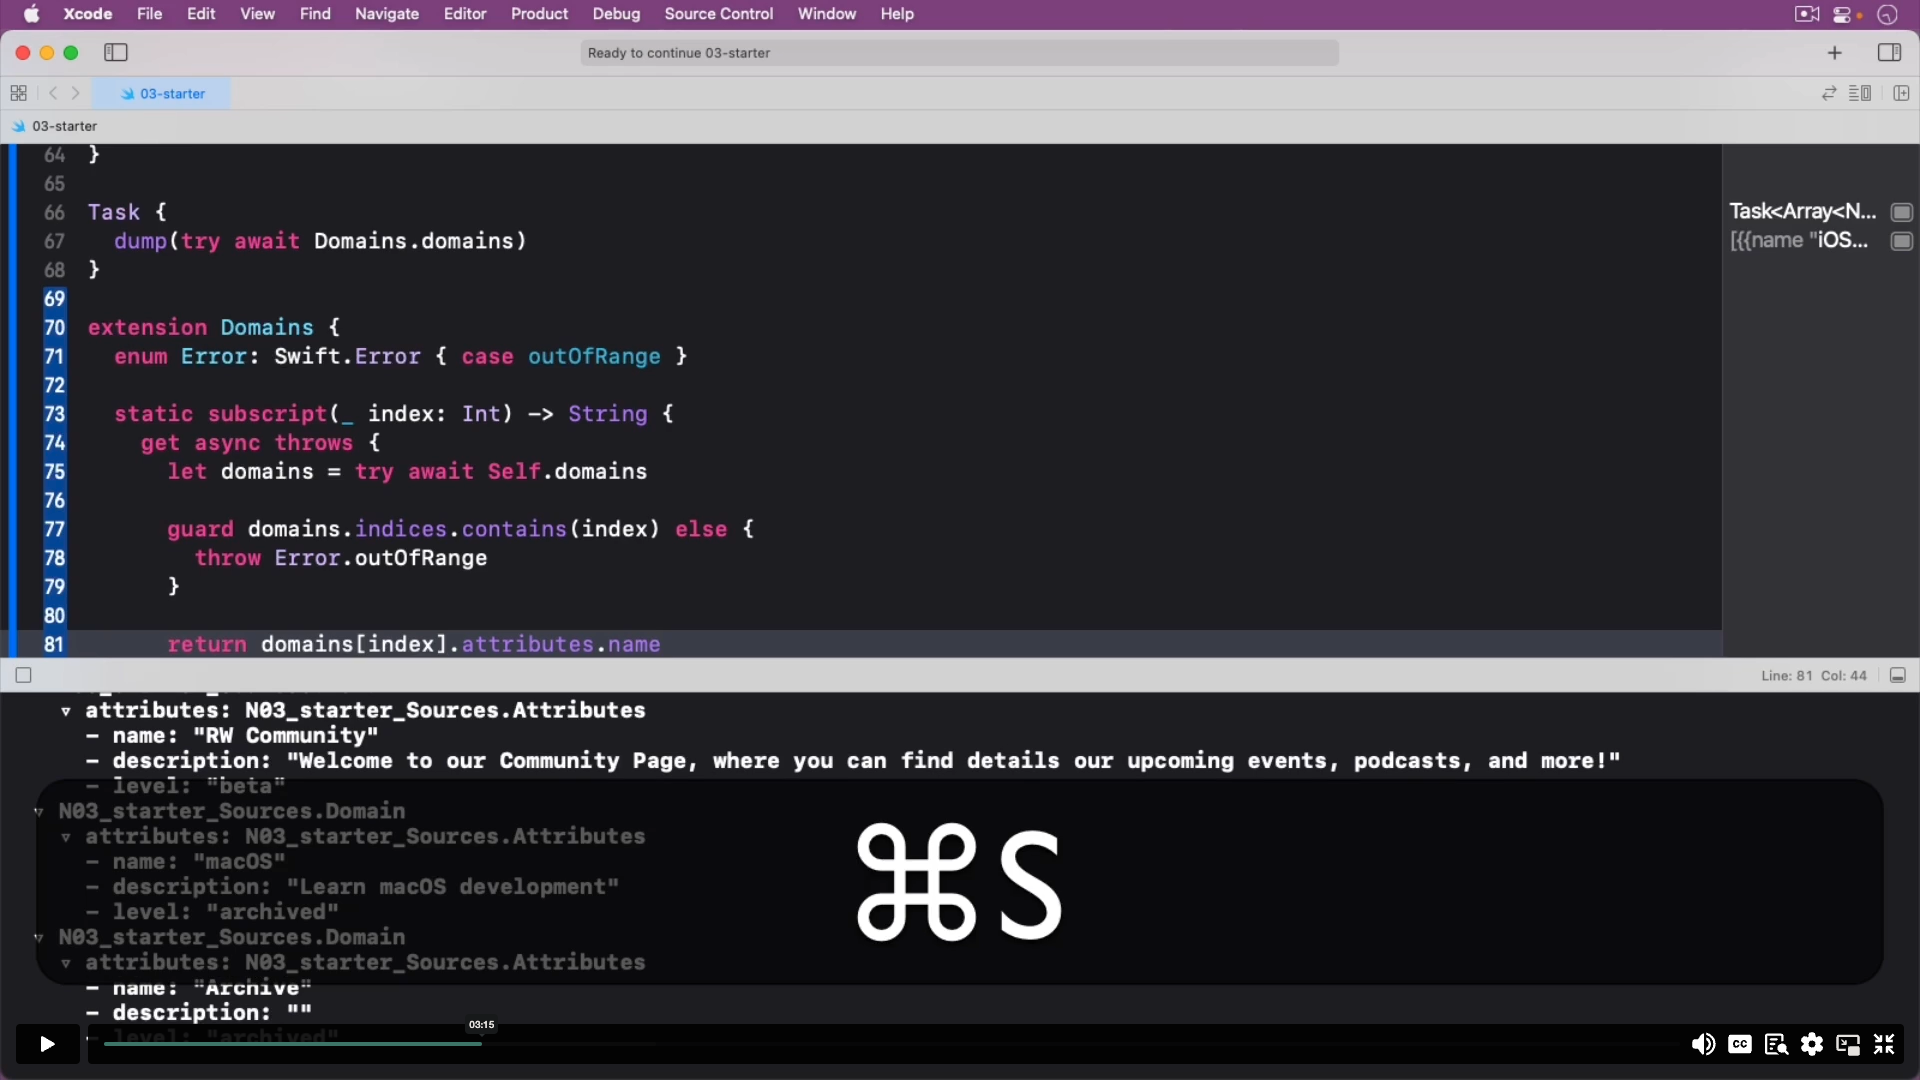 Xcode File Edit View Find Navigate Editor Product Debug Source Control Window Help
Ready to continue 03-starter
03-starter
03-starter
64 }
65
66 Task {
67 dump(try await Domains.domains)
68 }
69
70 extension Domains {
71 enum Error: Swift.Error { case outOfRange }
72
73 static subscript(_ index: Int) -> String {
74 get async throws {
75 let domains = try await Self.domains
76
77 guard domains.indices.contains(index) else {
78 throw Error.outOfRange
79 }
80
81 return domains[index].attributes.name
Task<Array<N...
[{{name "iOS...
Line: 81 Col: 44
▿ attributes: N03_starter_Sources.Attributes
- name: "RW Community"
- description: "Welcome to our Community Page, where you can find details our upcoming events, podcasts, and more!"
- level: "beta"
▿ N03_starter_Sources.Domain
▿ attributes: N03_starter_Sources.Attributes
- name: "macOS"
- description: "Learn macOS development"
- level: "archived"
▿ N03_starter_Sources.Domain
▿ attributes: N03_starter_Sources.Attributes
- name: "Archive"
- description: ""
- level: "archived"
⌘S
03:15
CC